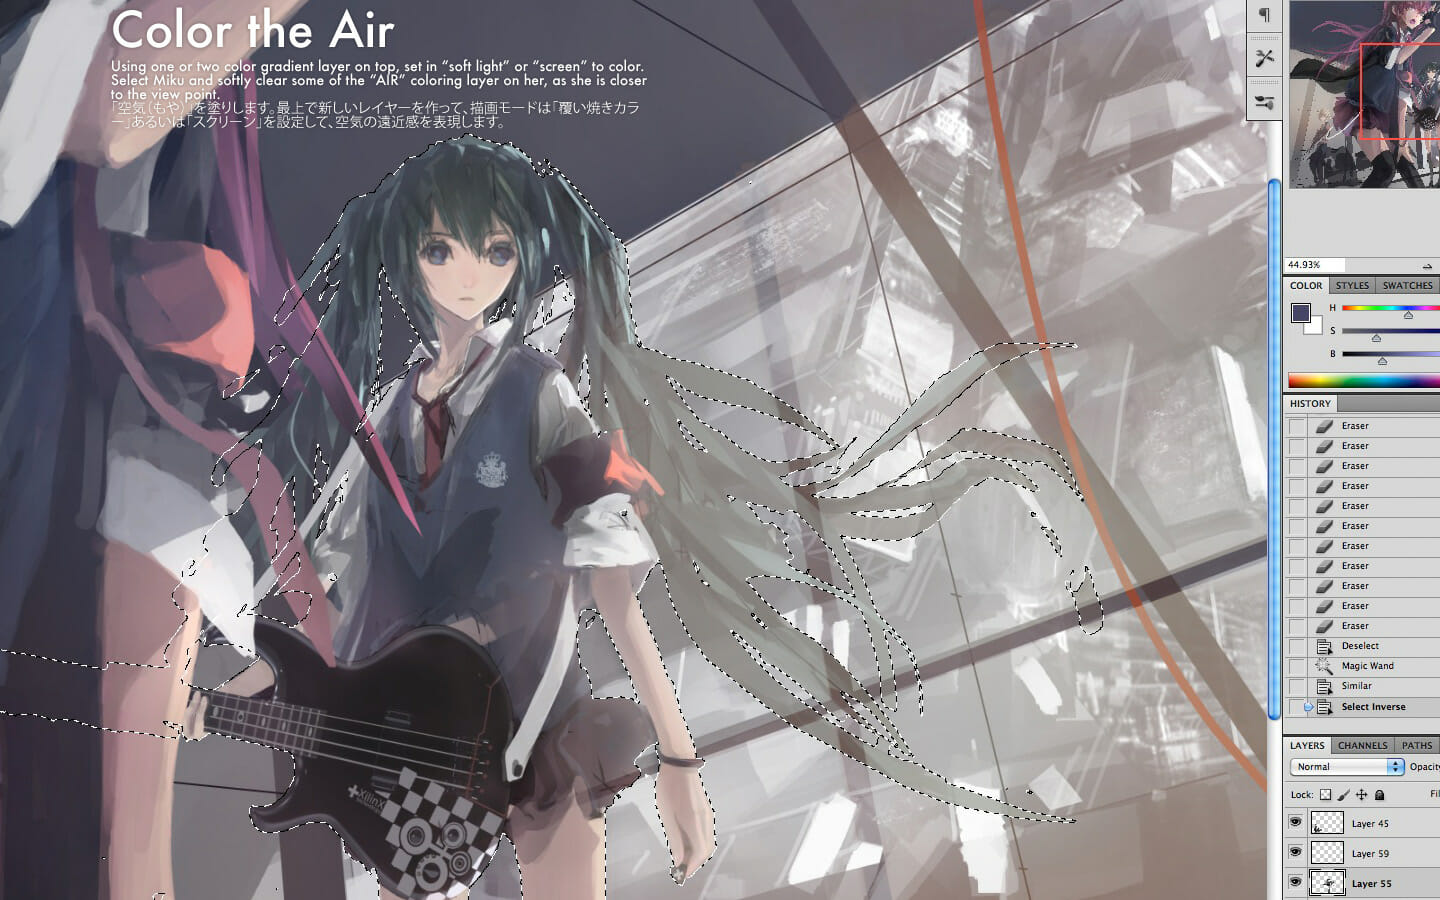 Color the Air
Using one or two color gradient layer on top, set in “soft light” or “screen” to color.
Select Miku and softly clear some of the “AIR” coloring layer on her, as she is closer
to the view point.
「空気（もや）」を塗りします。最上で新しいレイヤーを作って、描画モードは「覆い焼きカラ
ー」あるいは「スクリーン」を設定して、空気の遠近感を表現します。
44.93%
COLOR STYLES SWATCHES
H
S
B
HISTORY
Eraser
Eraser
Eraser
Eraser
Eraser
Eraser
Eraser
Eraser
Eraser
Eraser
Eraser
Deselect
Magic Wand
Similar
Select Inverse
LAYERS CHANNELS PATHS
Normal Opacity
Lock: Fil
Layer 45
Layer 59
Layer 55
XilinX